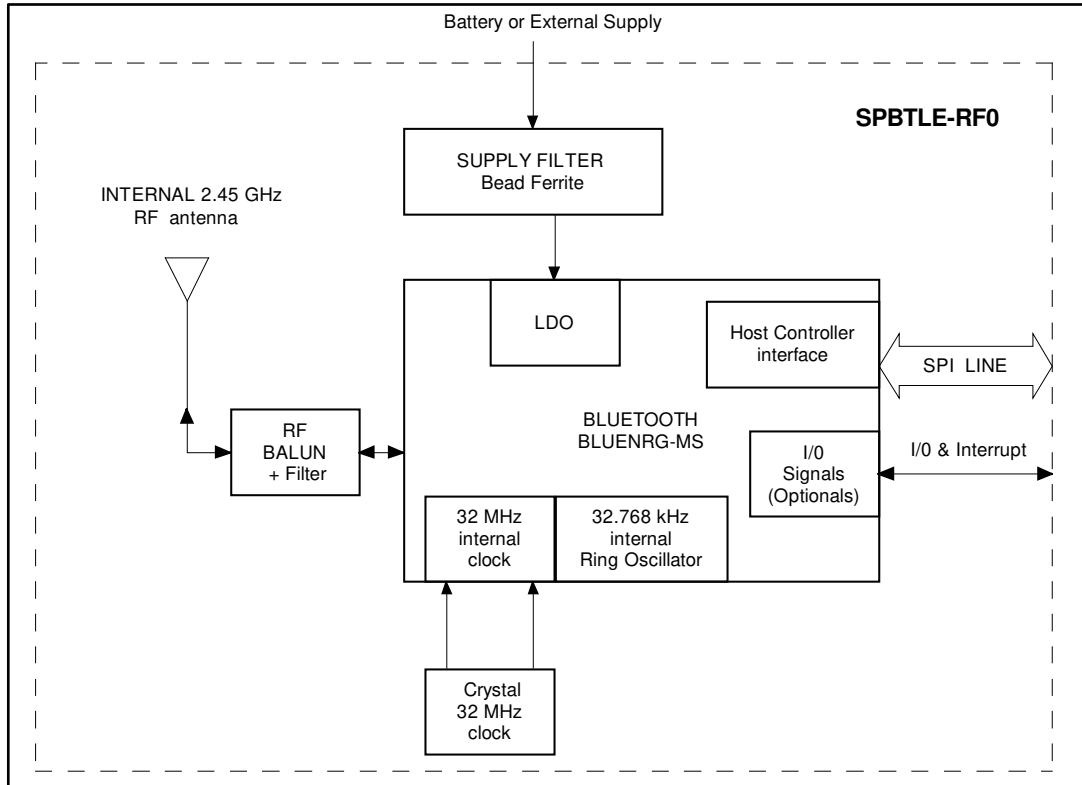 Battery or External Supply
SPBTLE-RF0
SUPPLY FILTER
Bead Ferrite
INTERNAL 2.45 GHz
RF antenna
LDO
Host Controller
interface
SPI LINE
BLUETOOTH
BLUENRG-MS
RF
BALUN
+ Filter
I/0
Signals
(Optionals)
I/0 & Interrupt
32 MHz
internal
clock
32.768 kHz
internal
Ring Oscillator
Crystal
32 MHz
clock